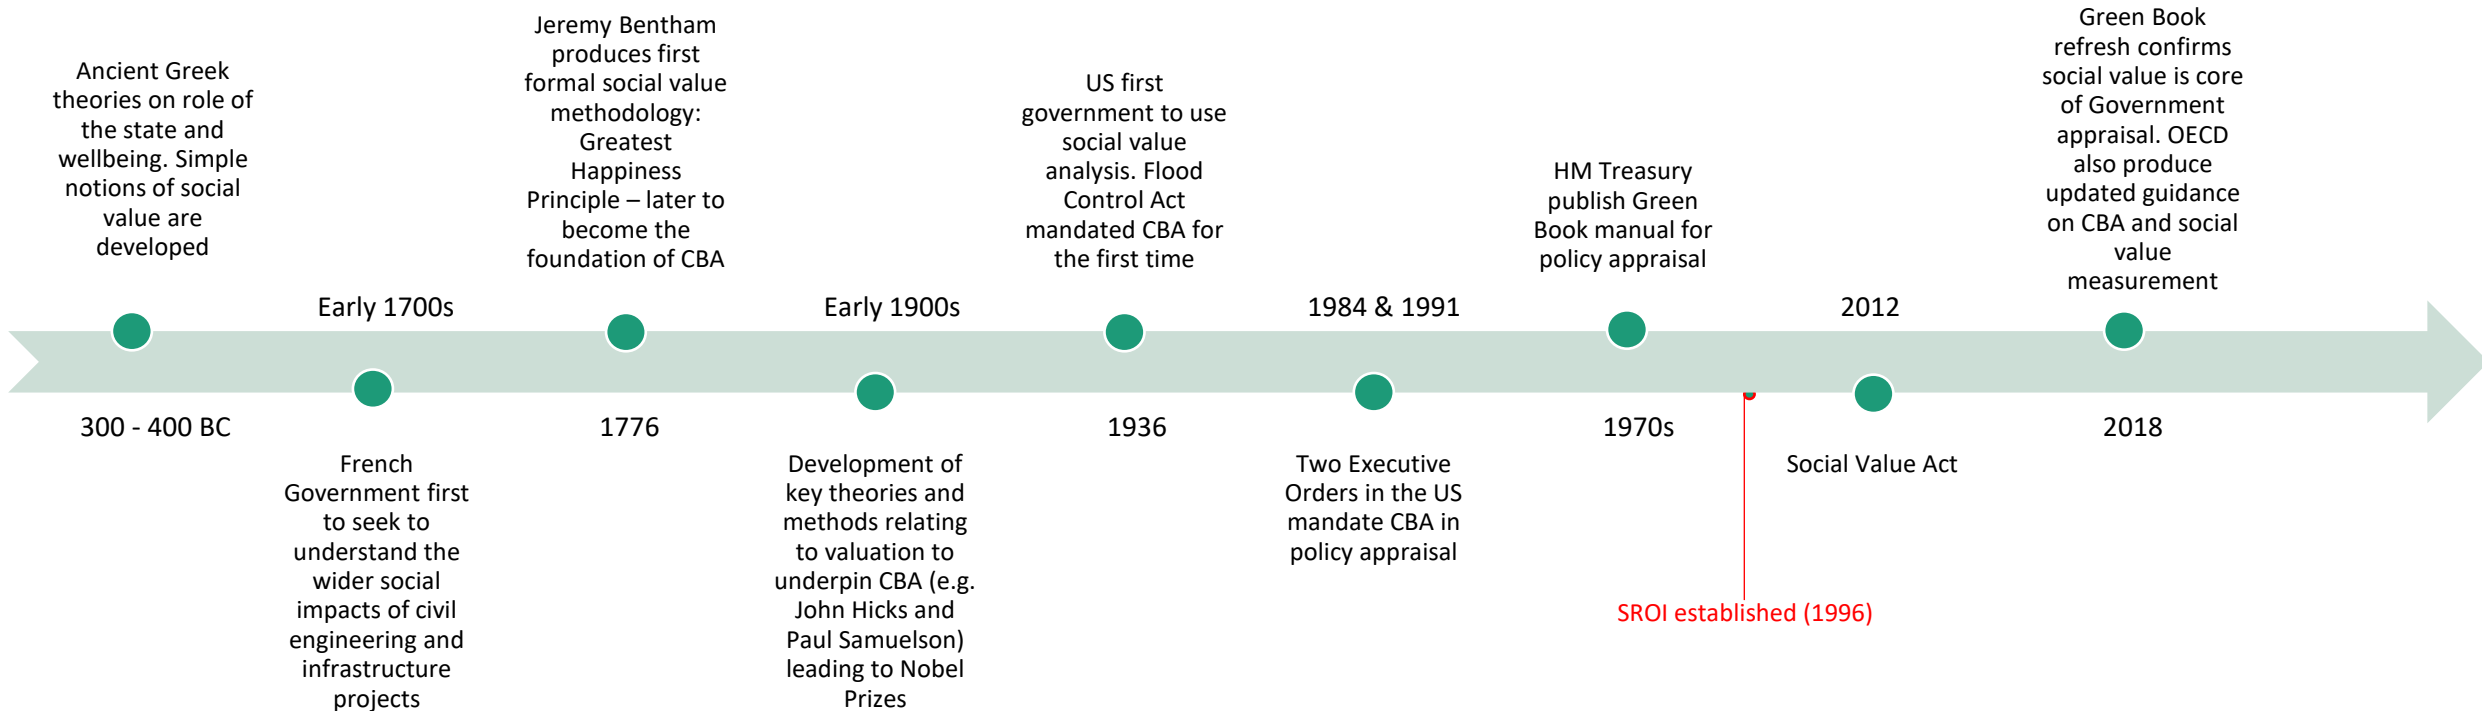 Ancient Greek
theories on role of
the state and
wellbeing. Simple
notions of social
value are
developed
300 - 400 BC
Early 1700s
French
Government first
to seek to
understand the
wider social
impacts of civil
engineering and
infrastructure
projects
Jeremy Bentham
produces first
formal social value
methodology:
Greatest
Happiness
Principle – later to
become the
foundation of CBA
1776
Early 1900s
Development of
key theories and
methods relating
to valuation to
underpin CBA (e.g.
John Hicks and
Paul Samuelson)
leading to Nobel
Prizes
US first
government to use
social value
analysis. Flood
Control Act
mandated CBA for
the first time
1936
1984 & 1991
Two Executive
Orders in the US
mandate CBA in
policy appraisal
HM Treasury
publish Green
Book manual for
policy appraisal
1970s
SROI established (1996)
2012
Social Value Act
Green Book
refresh confirms
social value is core
of Government
appraisal. OECD
also produce
updated guidance
on CBA and social
value
measurement
2018